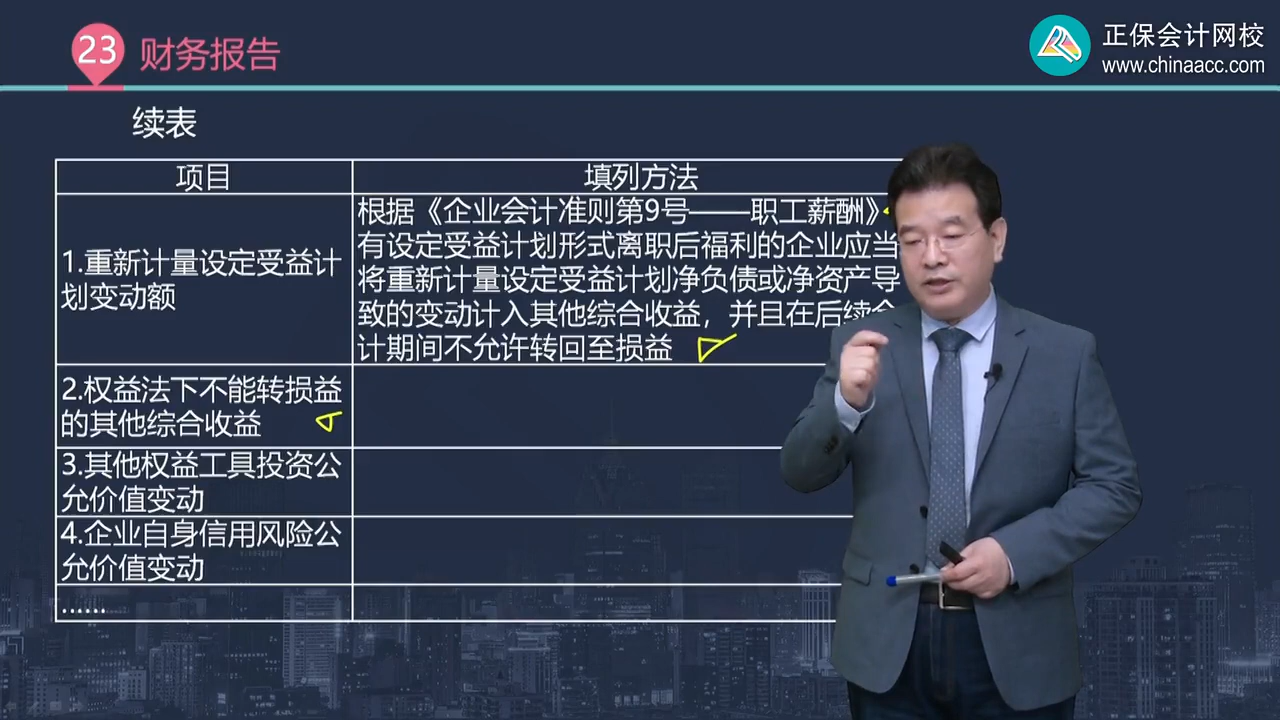 23 财务报告
正保会计网校
www.chinaacc.com
续表
项目
填列方法
1.重新计量设定受益计
划变动额
根据《企业会计准则第9号——职工薪酬》
有设定受益计划形式离职后福利的企业应当
将重新计量设定受益计划净负债或净资产导
致的变动计入其他综合收益，并且在后续会
计期间不允许转回至损益
2.权益法下不能转损益
的其他综合收益
3.其他权益工具投资公
允价值变动
4.企业自身信用风险公
允价值变动
……